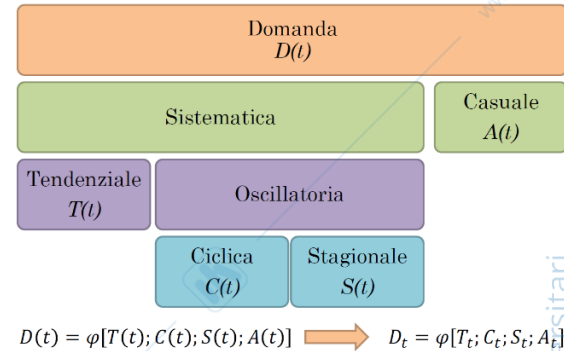 Domanda
D(t)
Sistematica
Casuale
A(t)
Tendenziale
T(t)
Oscillatoria
Ciclica
C(t)
Stagionale
S(t)
D(t) = φ[T(t); C(t); S(t); A(t)]
D_t = φ[T_t; C_t; S_t; A_t]